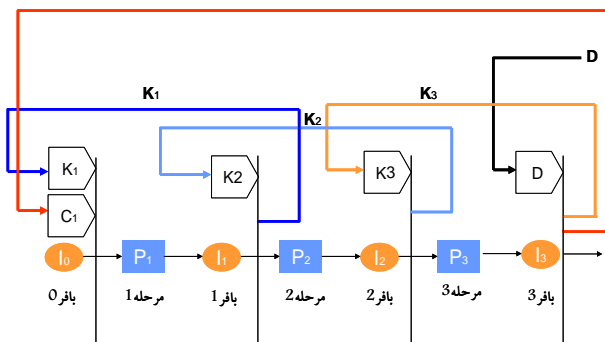 D
K₁
K₃
K₂
K₁
K2
K3
D
C₁
I₀
P₁
I₁
P₂
I₂
P₃
I₃
بافر0
مرحله1
بافر1
مرحله2
بافر2
مرحله3
بافر3